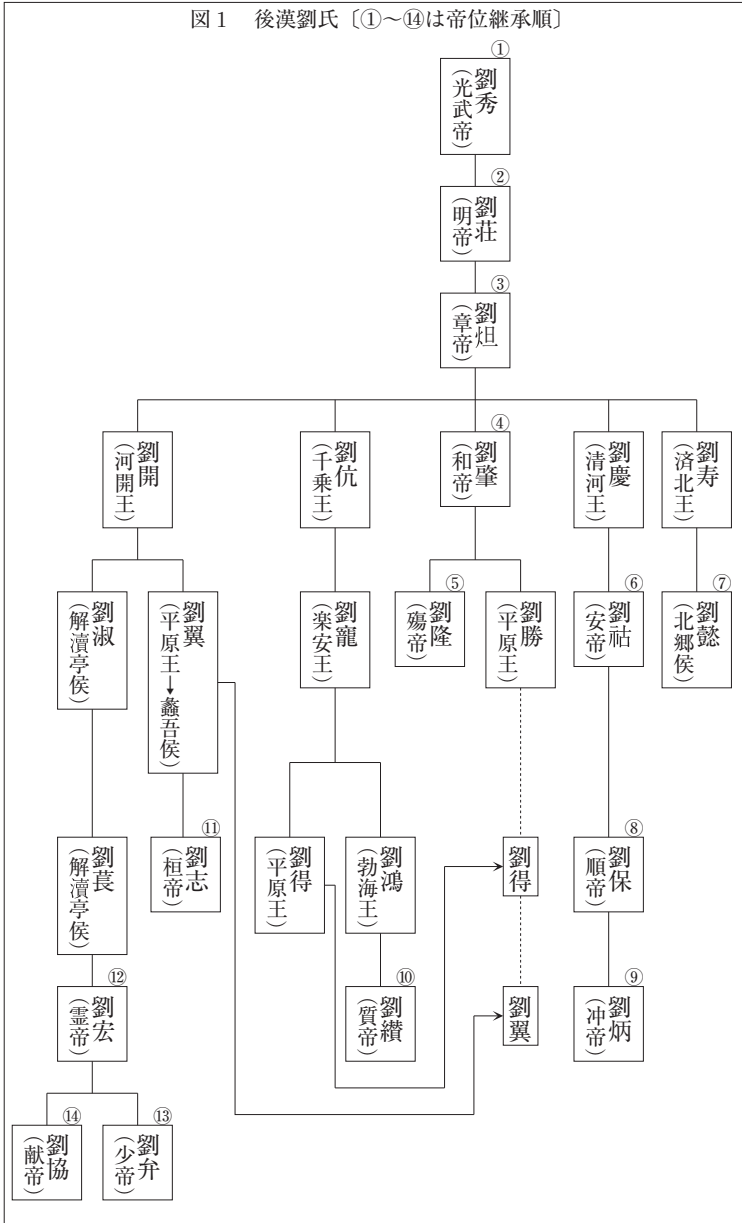 図1 後漢劉氏〔①～⑭は帝位継承順〕
①
劉秀
(光武帝)
②
劉荘
(明帝)
③
劉炟
(章帝)
劉寿
(済北王)
劉慶
(清河王)
④
劉肇
(和帝)
劉伉
(千乗王)
劉開
(河開王)
⑦
劉懿
(北郷侯)
⑥
劉祜
(安帝)
劉勝
(平原王)
⑤
劉隆
(殤帝)
劉寵
(楽安王)
劉翼
(平原王→蠡吾侯)
劉淑
(解瀆亭侯)
⑧
劉保
(順帝)
劉得
劉鴻
(勃海王)
劉得
(平原王)
⑪
劉志
(桓帝)
劉萇
(解瀆亭侯)
⑨
劉炳
(冲帝)
劉翼
⑩
劉纉
(質帝)
⑫
劉宏
(霊帝)
⑬
劉弁
(少帝)
⑭
劉協
(献帝)